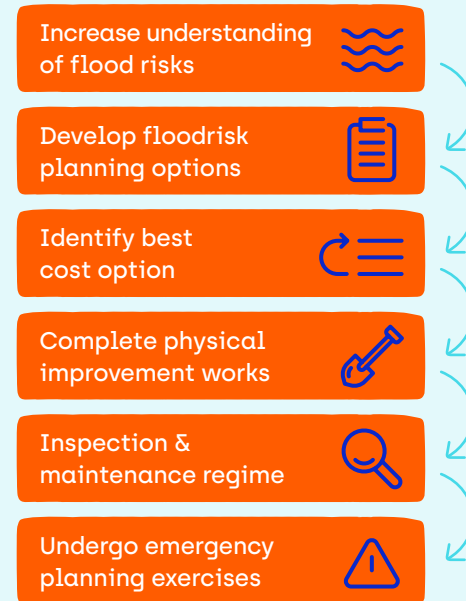 Increase understanding
of flood risks
Develop floodrisk
planning options
Identify best
cost option
Complete physical
improvement works
Inspection &
maintenance regime
Undergo emergency
planning exercises